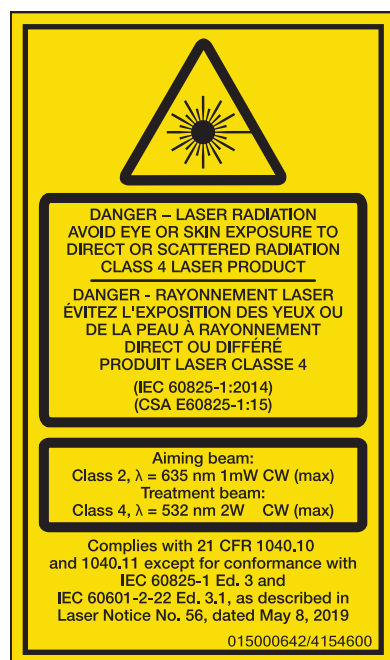 DANGER – LASER RADIATION
AVOID EYE OR SKIN EXPOSURE TO
DIRECT OR SCATTERED RADIATION
CLASS 4 LASER PRODUCT
DANGER - RAYONNEMENT LASER
ÉVITEZ L'EXPOSITION DES YEUX OU
DE LA PEAU À RAYONNEMENT
DIRECT OU DIFFÉRÉ
PRODUIT LASER CLASSE 4
(IEC 60825-1:2014)
(CSA E60825-1:15)
Aiming beam:
Class 2, λ = 635 nm 1mW CW (max)
Treatment beam:
Class 4, λ = 532 nm 2W CW (max)
Complies with 21 CFR 1040.10
and 1040.11 except for conformance with
IEC 60825-1 Ed. 3 and
IEC 60601-2-22 Ed. 3.1, as described in
Laser Notice No. 56, dated May 8, 2019
015000642/4154600